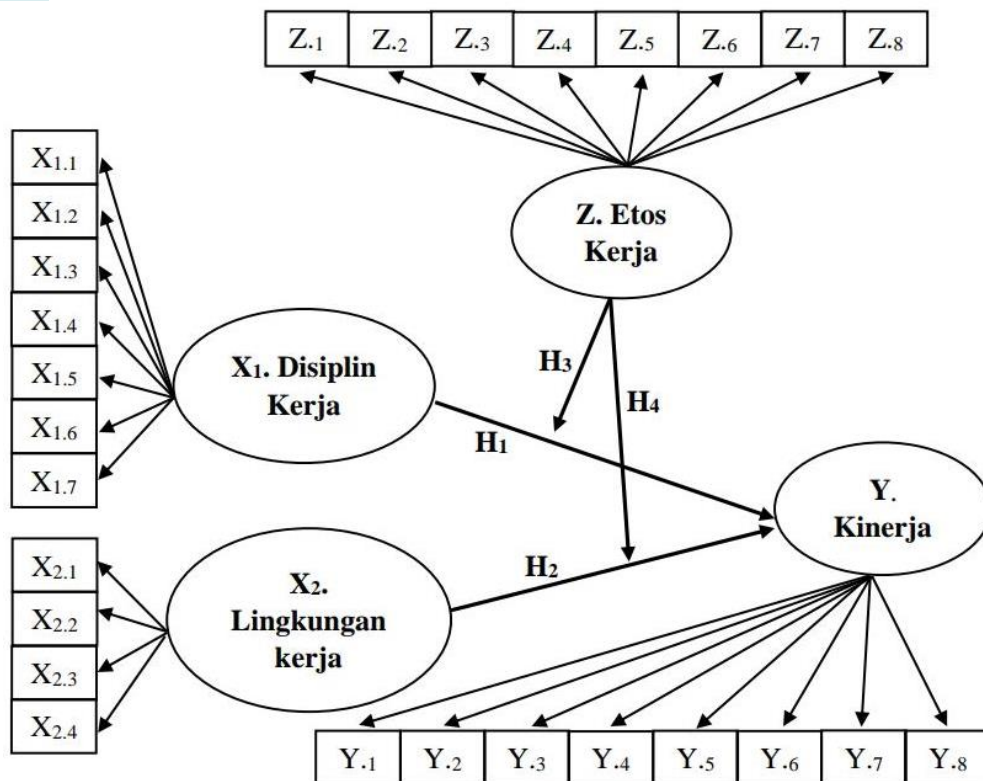 Z.1 Z.2 Z.3 Z.4 Z.5 Z.6 Z.7 Z.8
Z. Etos
Kerja
X1.1
X1.2
X1.3
X1.4
X1.5
X1.6
X1.7
X1. Disiplin
Kerja
H3
H4
H1
Y.
Kinerja
X2.1
X2.2
X2.3
X2.4
X2.
Lingkungan
kerja
H2
Y.1 Y.2 Y.3 Y.4 Y.5 Y.6 Y.7 Y.8